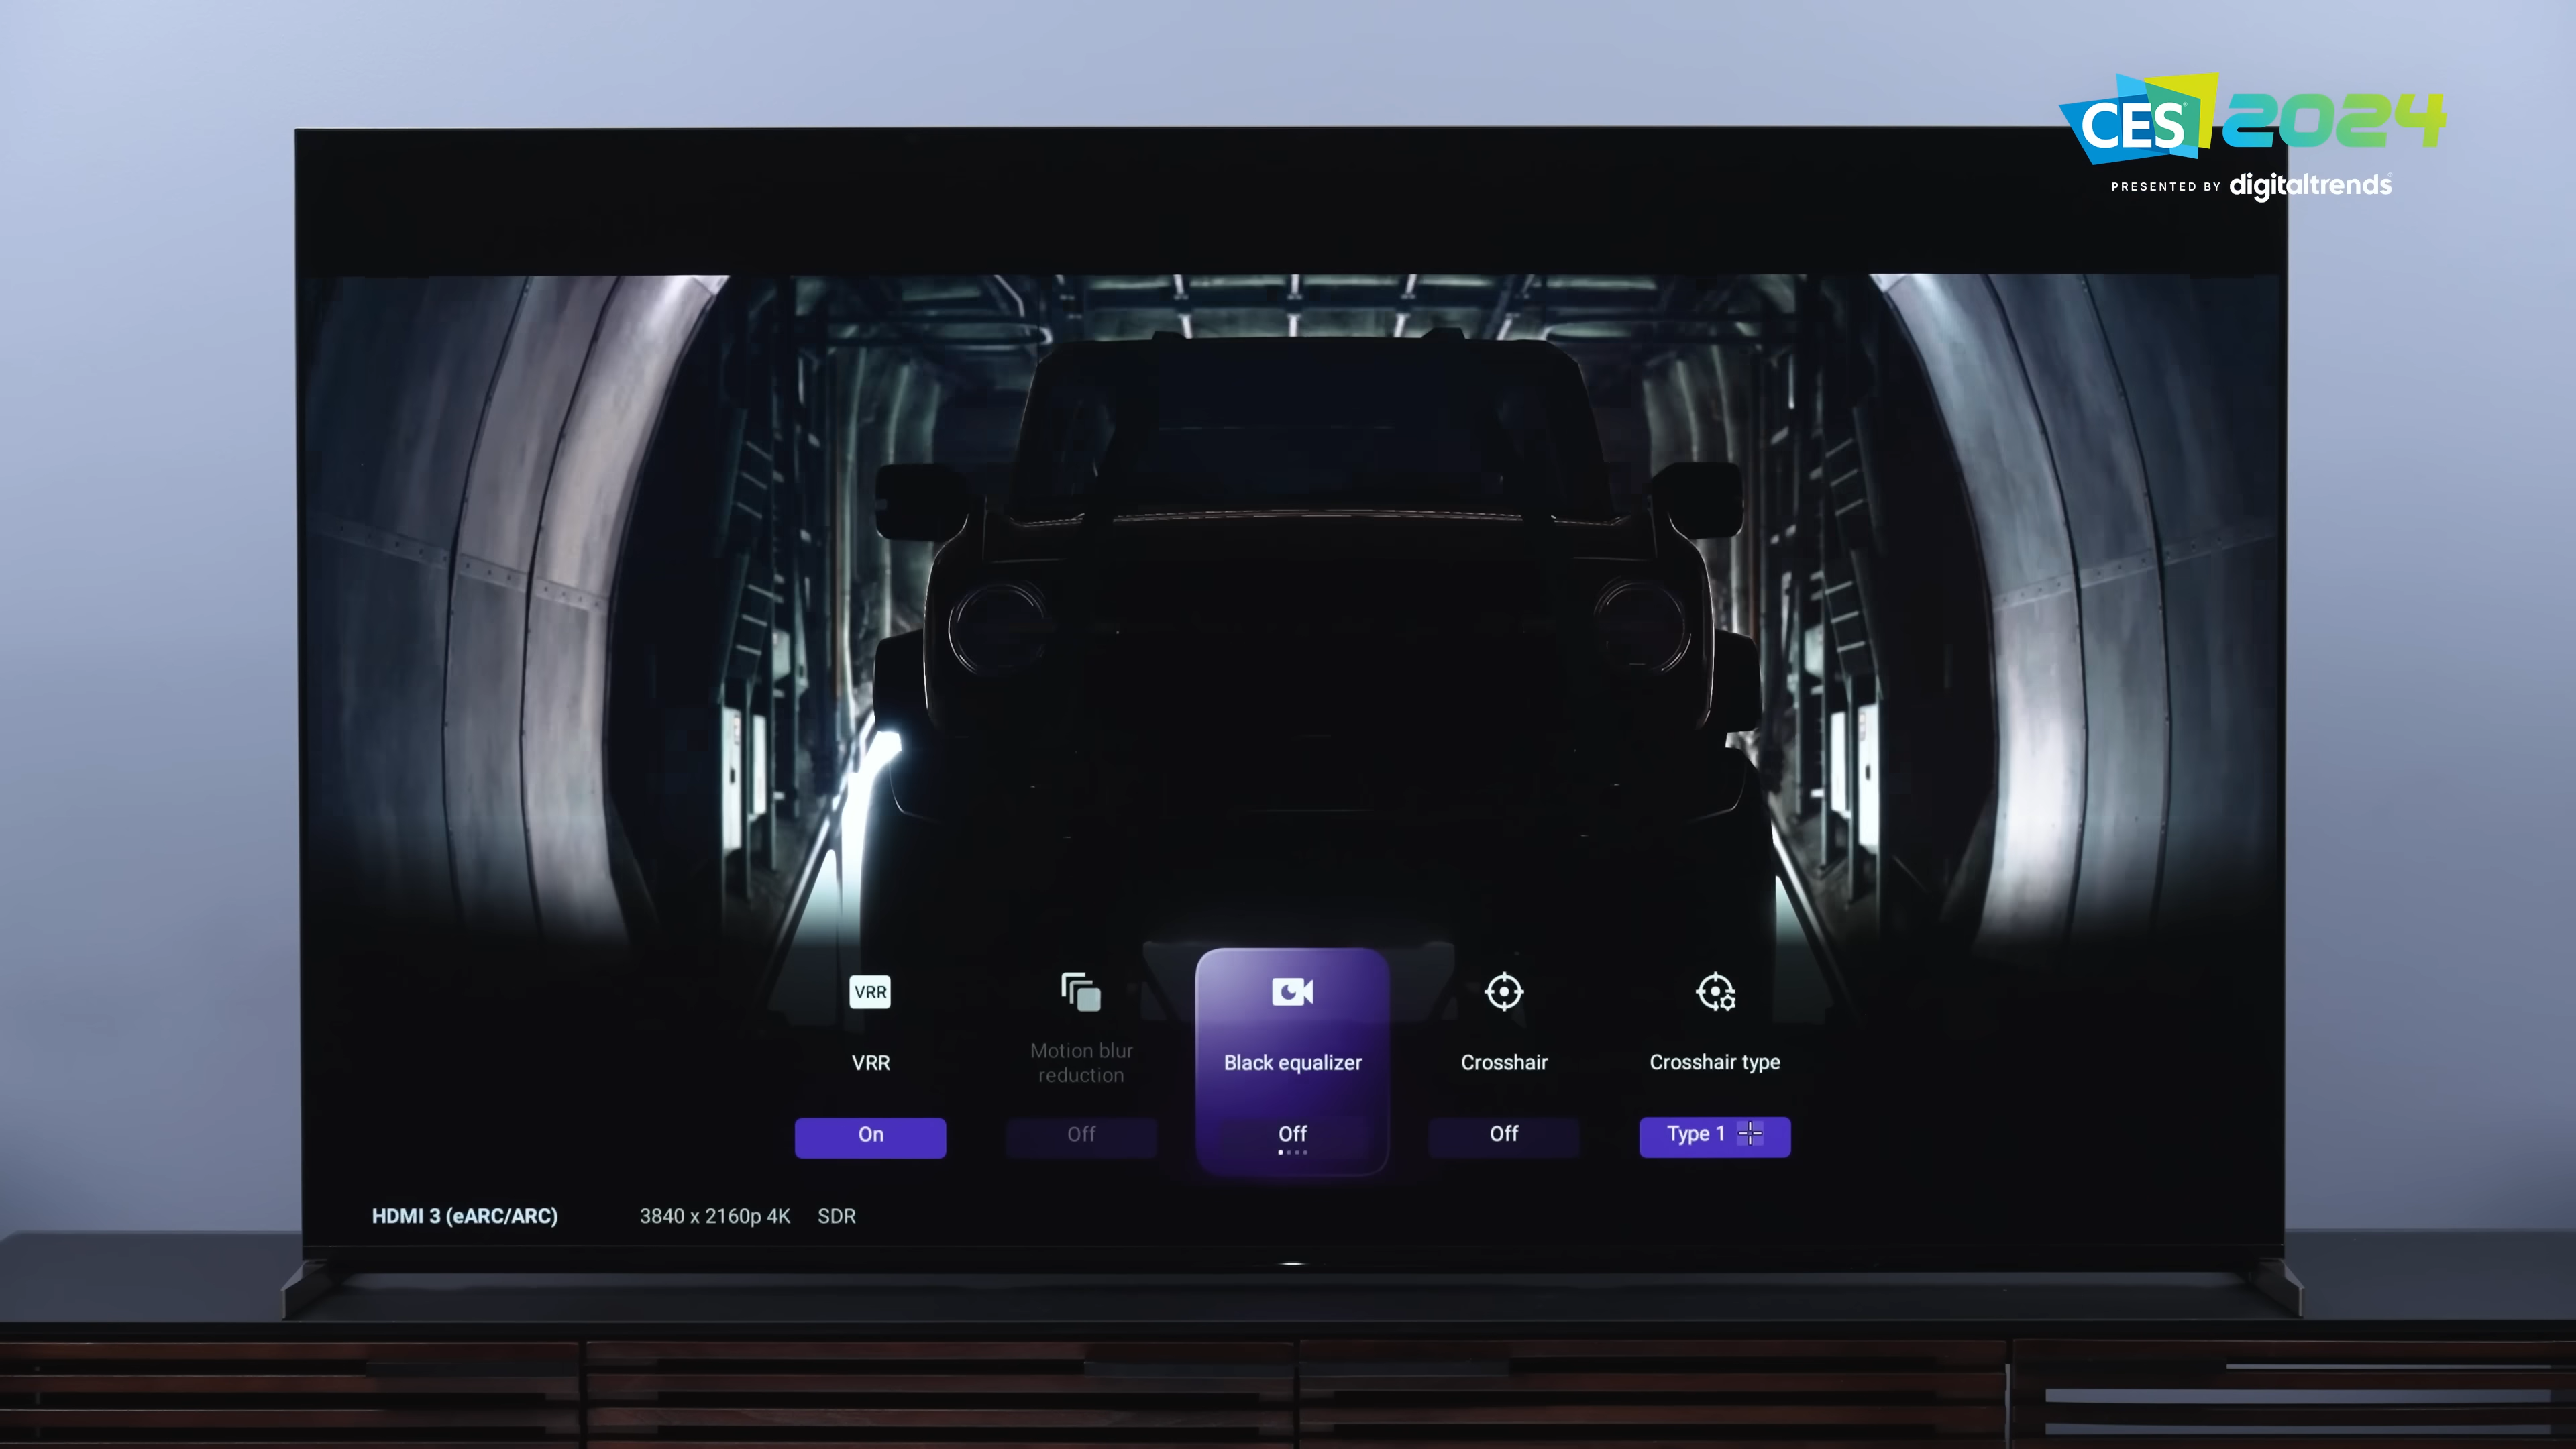 CES 2024
PRESENTED BY digitaltrends
VRR
VRR
On
Motion blur
reduction
Off
Black equalizer
Off
Crosshair
Off
Crosshair type
Type 1
HDMI 3 (eARC/ARC) 3840 x 2160p 4K SDR